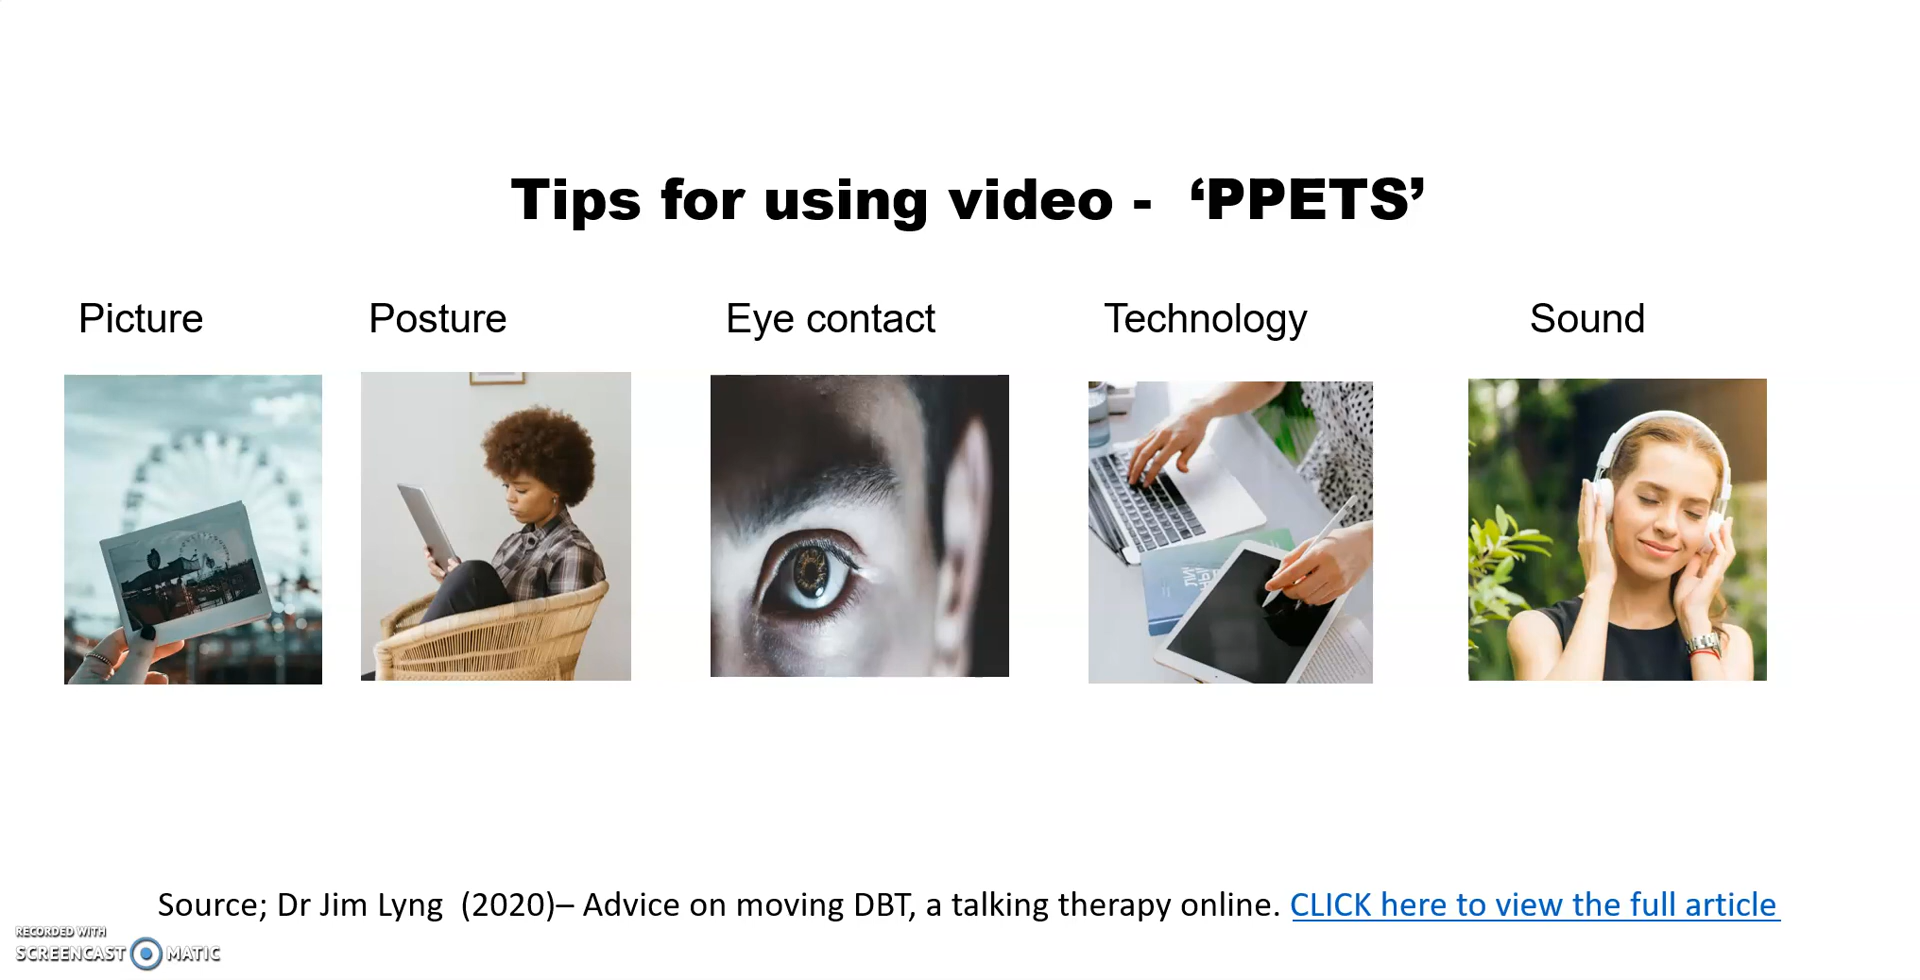 Tips for using video -  ‘PPETS’
Picture
Posture
Eye contact
Technology
Sound
Source; Dr Jim Lyng  (2020)– Advice on moving DBT, a talking therapy online. CLICK here to view the full article
RECORDED WITH
SCREENCAST MATIC